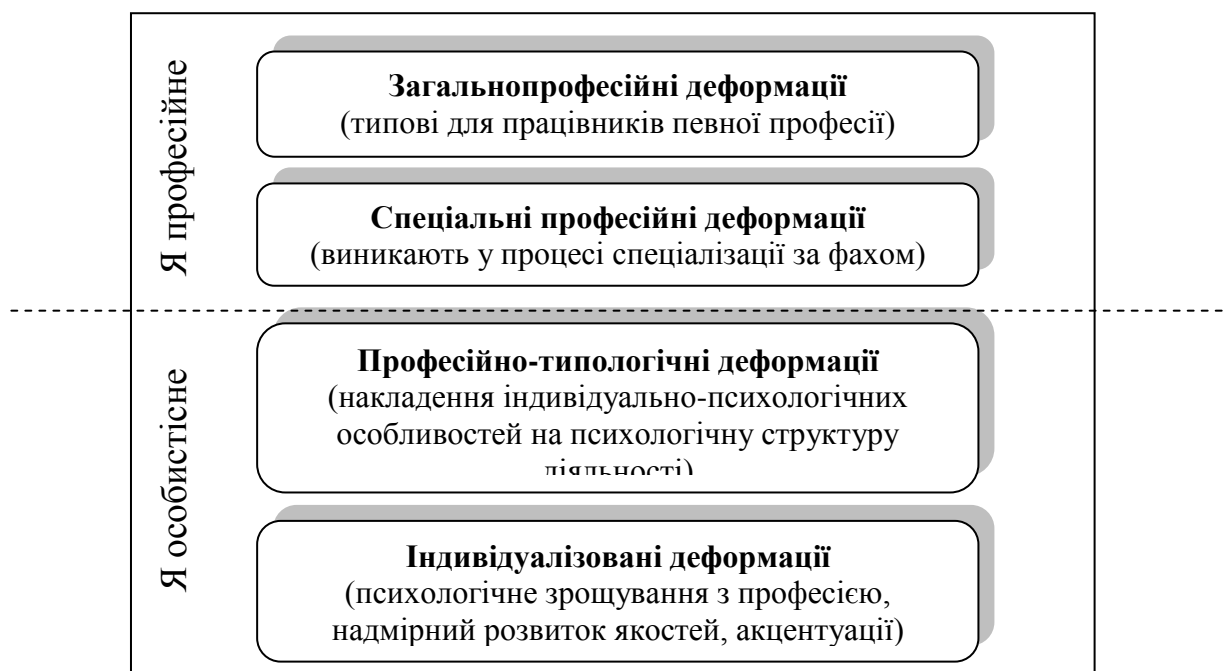 Я професійне
Загальнопрофесійні деформації
(типові для працівників певної професії)
Спеціальні професійні деформації
(виникають у процесі спеціалізації за фахом)
Я особистісне
Професійно-типологічні деформації
(накладення індивідуально-психологічних
особливостей на психологічну структуру
діяльності)
Індивідуалізовані деформації
(психологічне зрощування з професією,
надмірний розвиток якостей, акцентуації)